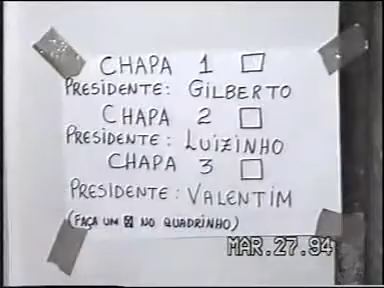 CHAPA 1 ☐
PRESIDENTE: GILBERTO
CHAPA 2 ☐
PRESIDENTE: LUIZINHO
CHAPA 3 ☐
PRESIDENTE: VALENTIM
(FAÇA UM ☒ NO QUADRINHO)
MAR.27.94